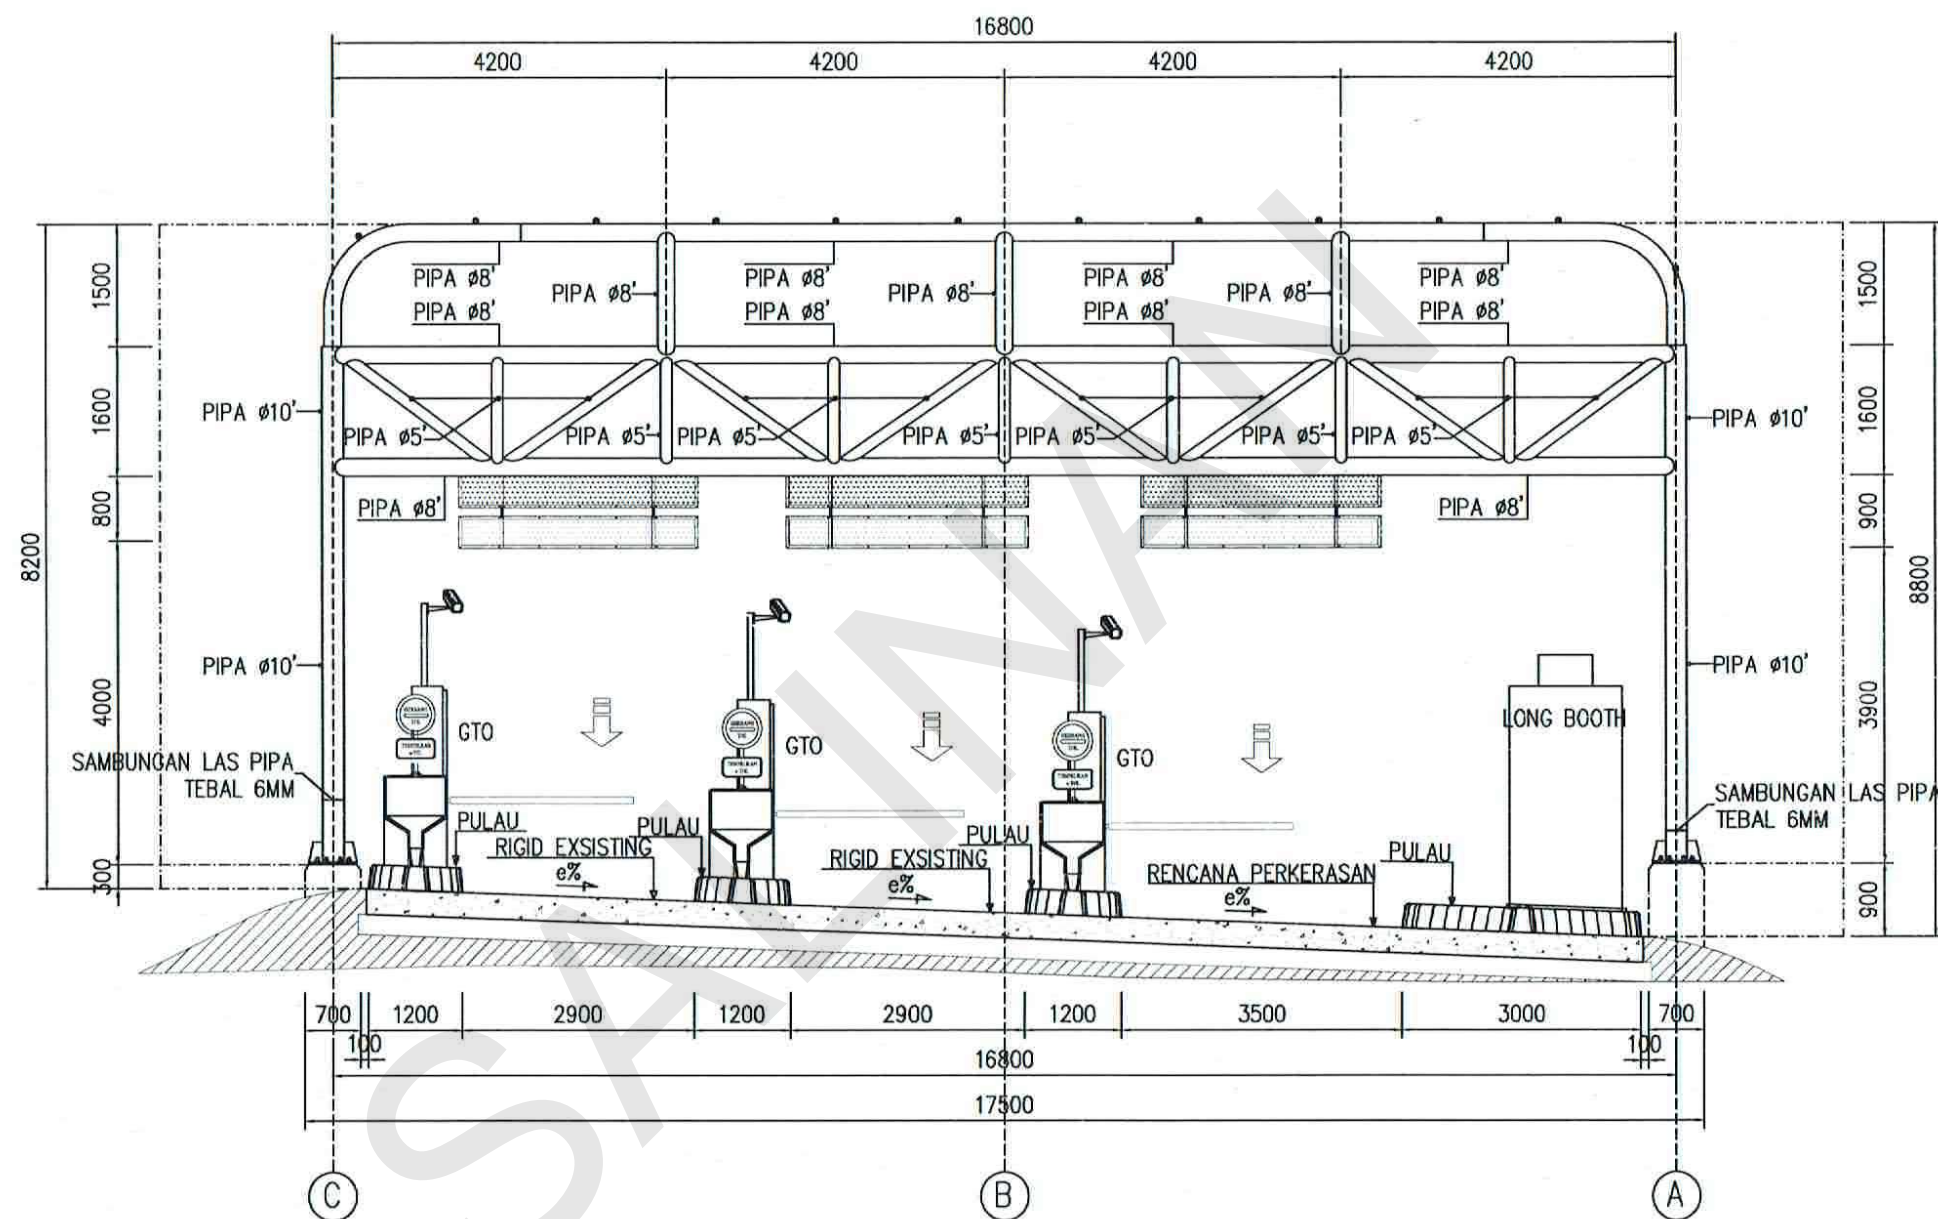 16800
4200 4200 4200 4200
PIPA ø8' PIPA ø8' PIPA ø8' PIPA ø8'
PIPA ø8' PIPA ø8' PIPA ø8'
PIPA ø8' PIPA ø8' PIPA ø8' PIPA ø8'
1500 1500
PIPA ø10' PIPA ø10'
1600 1600
PIPA ø5' PIPA ø5' PIPA ø5' PIPA ø5' PIPA ø5' PIPA ø5' PIPA ø5'
PIPA ø8' PIPA ø8'
800 900
8200 8800
PIPA ø10' PIPA ø10'
4000 3900
LONG BOOTH
GTO GTO GTO
SAMBUNGAN LAS PIPA
TEBAL 6MM
SAMBUNGAN LAS PIPA
TEBAL 6MM
PULAU PULAU PULAU PULAU
RIGID EXSISTING RIGID EXSISTING RENCANA PERKERASAN
e% e% e%
300 900
700 1200 2900 1200 2900 1200 3500 3000 700
100 100
16800
17500
C B A
SALINAN